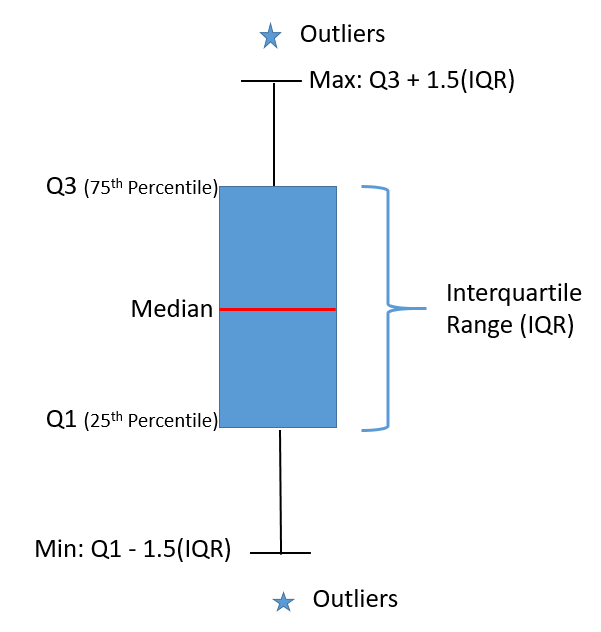 Outliers
Max: Q3 + 1.5(IQR)
Q3 (75th Percentile)
Median
Interquartile
Range (IQR)
Q1 (25th Percentile)
Min: Q1 - 1.5(IQR)
Outliers